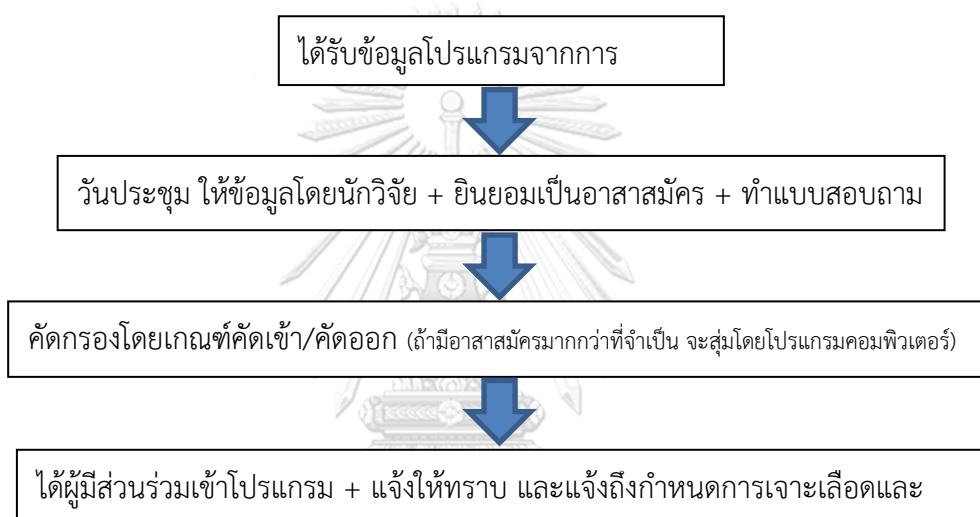 ได้รับข้อมูลโปรแกรมจากการ
วันประชุม ให้ข้อมูลโดยนักวิจัย + ยินยอมเป็นอาสาสมัคร + ทำแบบสอบถาม
คัดกรองโดยเกณฑ์คัดเข้า/คัดออก (ถ้ามีอาสาสมัครมากกว่าที่จำเป็น จะสุ่มโดยโปรแกรมคอมพิวเตอร์)
ได้ผู้มีส่วนร่วมเข้าโปรแกรม + แจ้งให้ทราบ และแจ้งถึงกำหนดการเจาะเลือดและ